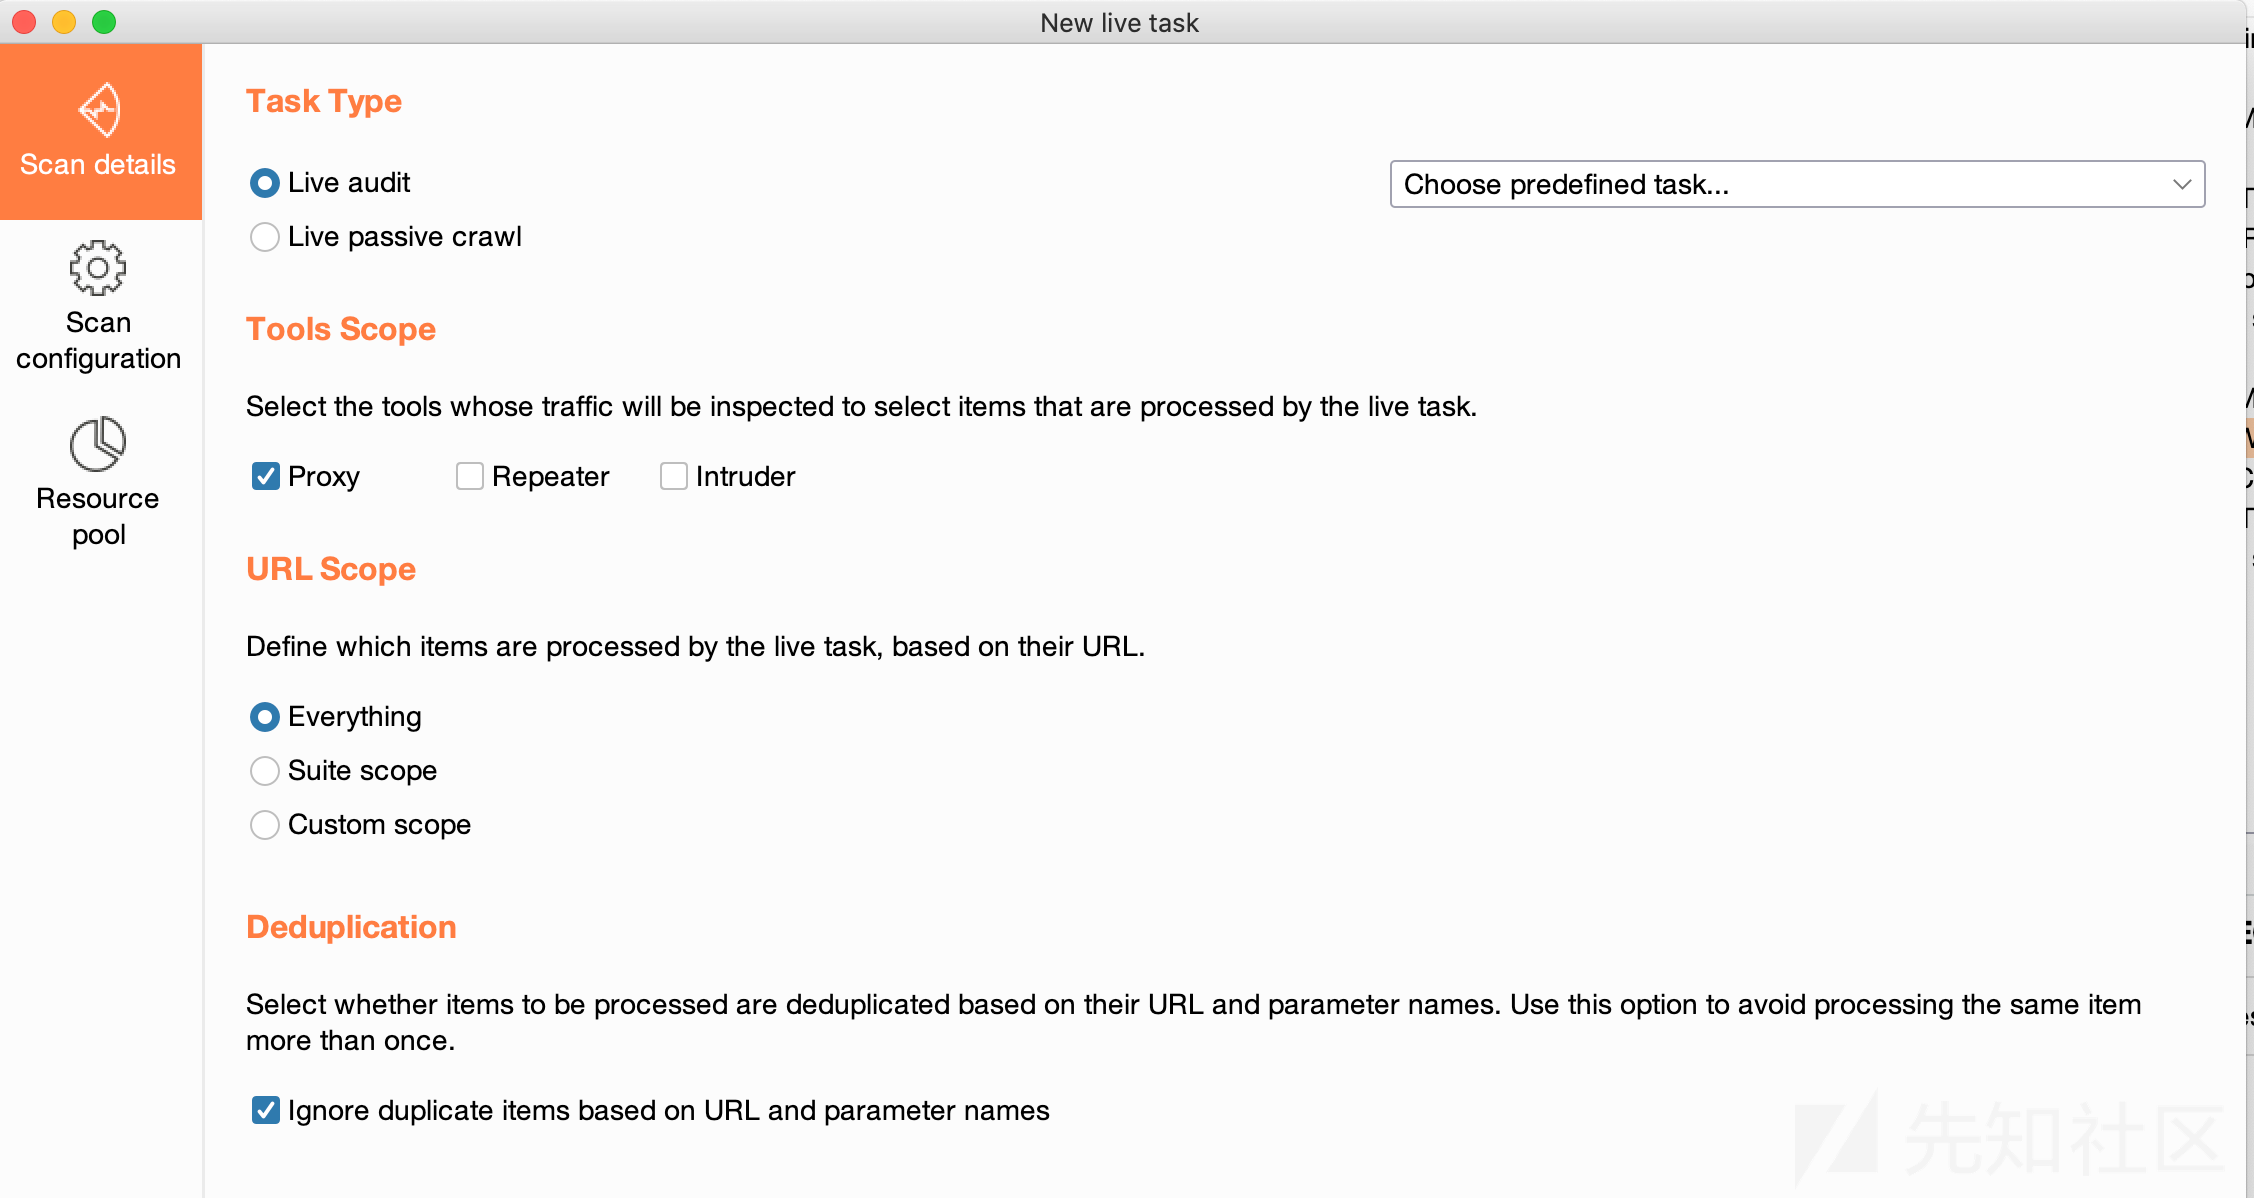 New live task
Scan details
Scan
configuration
Resource
pool
Task Type
Live audit
Choose predefined task...
Live passive crawl
Tools Scope
Select the tools whose traffic will be inspected to select items that are processed by the live task.
Proxy Repeater Intruder
URL Scope
Define which items are processed by the live task, based on their URL.
Everything
Suite scope
Custom scope
Deduplication
Select whether items to be processed are deduplicated based on their URL and parameter names. Use this option to avoid processing the same item
more than once.
Ignore duplicate items based on URL and parameter names
先知社区